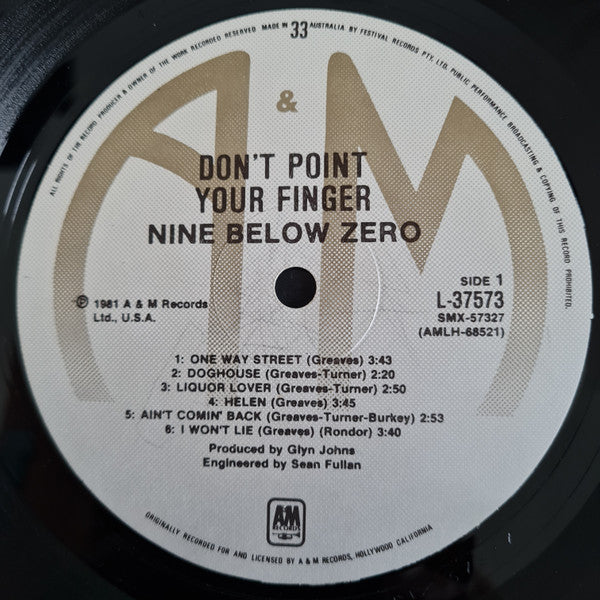 ALL RIGHTS OF THE RECORD PRODUCER & OWNER OF THE WORK RECORDED RESERVED MADE IN 33 AUSTRALIA BY FESTIVAL RECORDS PTY. LTD. PUBLIC PERFORMANCE BROADCASTING & COPYING OF THIS RECORD PROHIBITED.
A & M
DON'T POINT
YOUR FINGER
NINE BELOW ZERO
SIDE 1
℗ 1981 A & M Records
L-37573
Ltd., U.S.A.
SMX-57327
(AMLH-68521)
1: ONE WAY STREET (Greaves) 3:43
2: DOGHOUSE (Greaves-Turner) 2:20
3: LIQUOR LOVER (Greaves-Turner) 2:50
4: HELEN (Greaves) 3:45
5: AIN'T COMIN' BACK (Greaves-Turner-Burkey) 2:53
6: I WON'T LIE (Greaves) (Rondor) 3:40
Produced by Glyn Johns
Engineered by Sean Fullan
AM
RECORDS
ORIGINALLY RECORDED FOR AND LICENSED BY A & M RECORDS, HOLLYWOOD CALIFORNIA